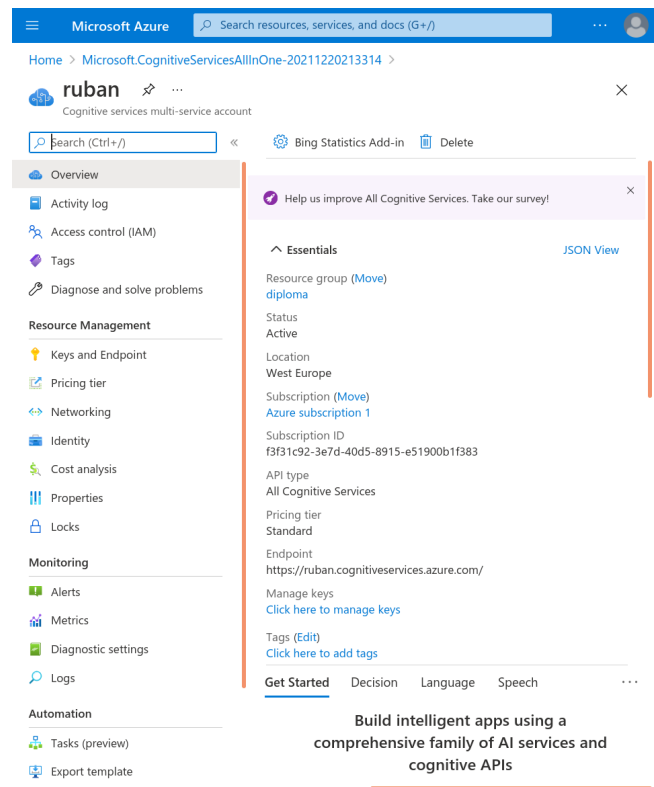 Microsoft Azure
Search resources, services, and docs (G+/)
...
Home > Microsoft.CognitiveServicesAllInOne-20211220213314 >
ruban
...
Cognitive services multi-service account
Search (Ctrl+/)
«
Bing Statistics Add-in
Delete
Overview
Activity log
Access control (IAM)
Tags
Diagnose and solve problems
Resource Management
Keys and Endpoint
Pricing tier
Networking
Identity
Cost analysis
Properties
Locks
Monitoring
Alerts
Metrics
Diagnostic settings
Logs
Automation
Tasks (preview)
Export template
Help us improve All Cognitive Services. Take our survey!
Essentials
JSON View
Resource group (Move)
diploma
Status
Active
Location
West Europe
Subscription (Move)
Azure subscription 1
Subscription ID
f3f31c92-3e7d-40d5-8915-e51900b1f383
API type
All Cognitive Services
Pricing tier
Standard
Endpoint
https://ruban.cognitiveservices.azure.com/
Manage keys
Click here to manage keys
Tags (Edit)
Click here to add tags
Get Started Decision Language Speech ...
Build intelligent apps using a
comprehensive family of AI services and
cognitive APIs